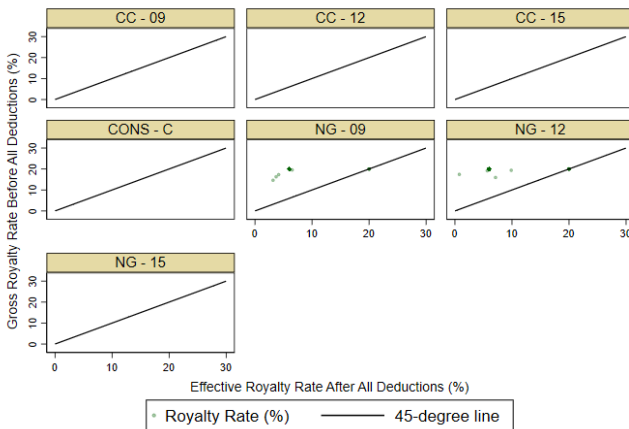 CC - 09
CC - 12
CC - 15
30
20
10
0
CONS - C
NG - 09
NG - 12
30
20
10
0
0
10
20
30
0
10
20
30
NG - 15
30
20
10
0
0
10
20
30
Gross Royalty Rate Before All Deductions (%)
Effective Royalty Rate After All Deductions (%)
Royalty Rate (%)
45-degree line